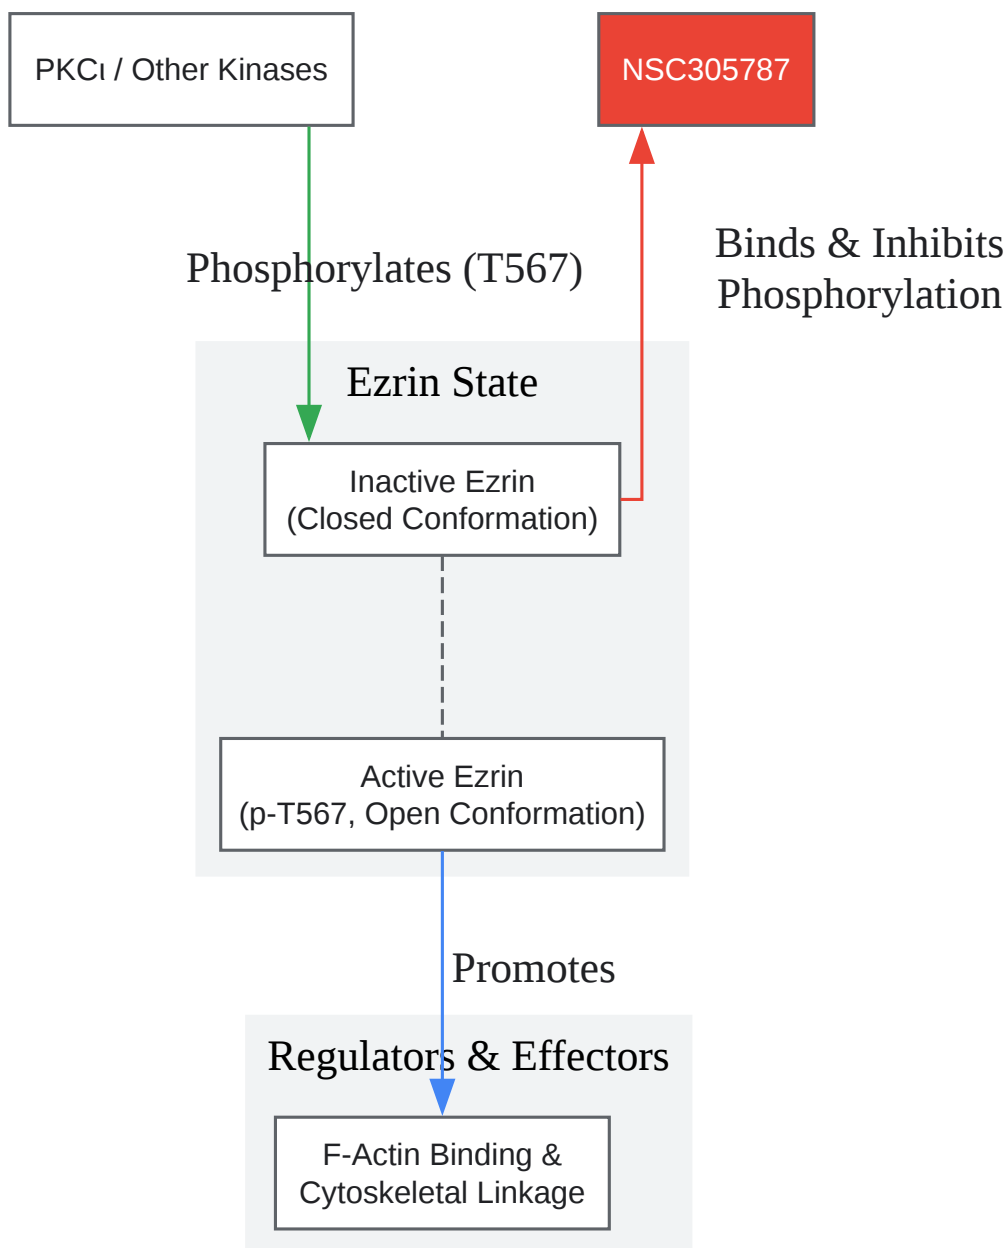 PKCι / Other Kinases
NSC305787
Phosphorylates (T567)
Binds & Inhibits
Phosphorylation
Ezrin State
Inactive Ezrin
(Closed Conformation)
Active Ezrin
(p-T567, Open Conformation)
Promotes
Regulators & Effectors
F-Actin Binding &
Cytoskeletal Linkage